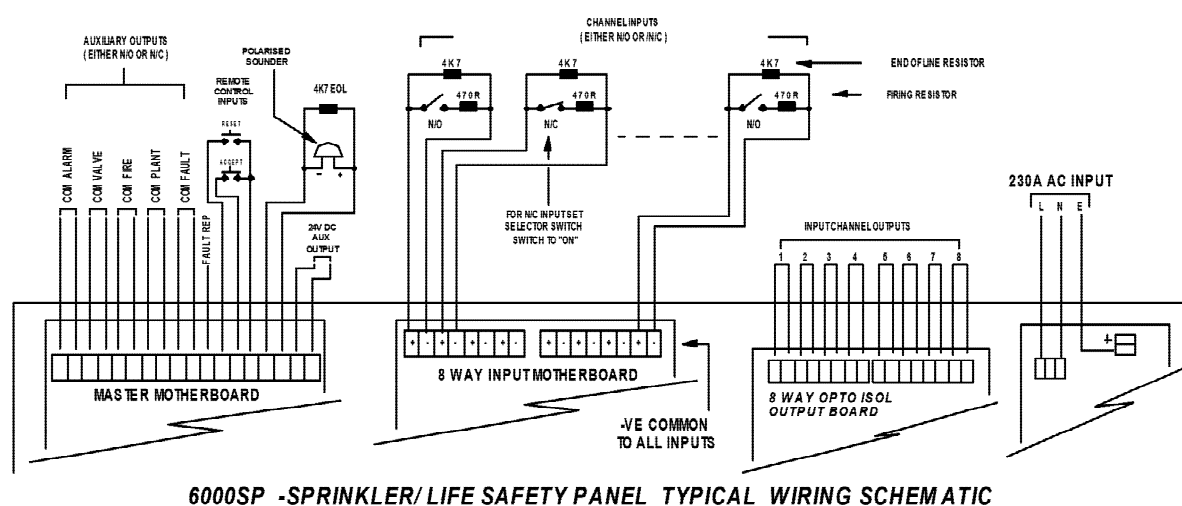 AUXILIARY OUTPUTS
(EITHER N/O OR N/C)
COM ALARM
COM VALVE
COM FIRE
COM PLANT
COM FAULT
FAULT REP
REMOTE
CONTROL
INPUTS
RESET
ACCEPT
POLARISED
SOUNDER
4K7 EOL
- +
24V DC
AUX
OUTPUT
MASTER MOTHERBOARD
CHANNEL INPUTS
(EITHER N/O OR N/C)
4K7
470R
N/O
4K7
470R
N/C
4K7
470R
N/O
END OF LINE RESISTOR
FIRING RESISTOR
FOR N/C INPUT SET
SELECTOR SWITCH
SWITCH TO "ON"
+ - + - + - + -
+ - + - + - + -
8 WAY INPUT MOTHERBOARD
-VE COMMON
TO ALL INPUTS
INPUT CHANNEL OUTPUTS
1 2 3 4 5 6 7 8
8 WAY OPTO ISOL
OUTPUT BOARD
230A AC INPUT
L N E
+
6000SP -SPRINKLER/ LIFE SAFETY PANEL TYPICAL WIRING SCHEMATIC